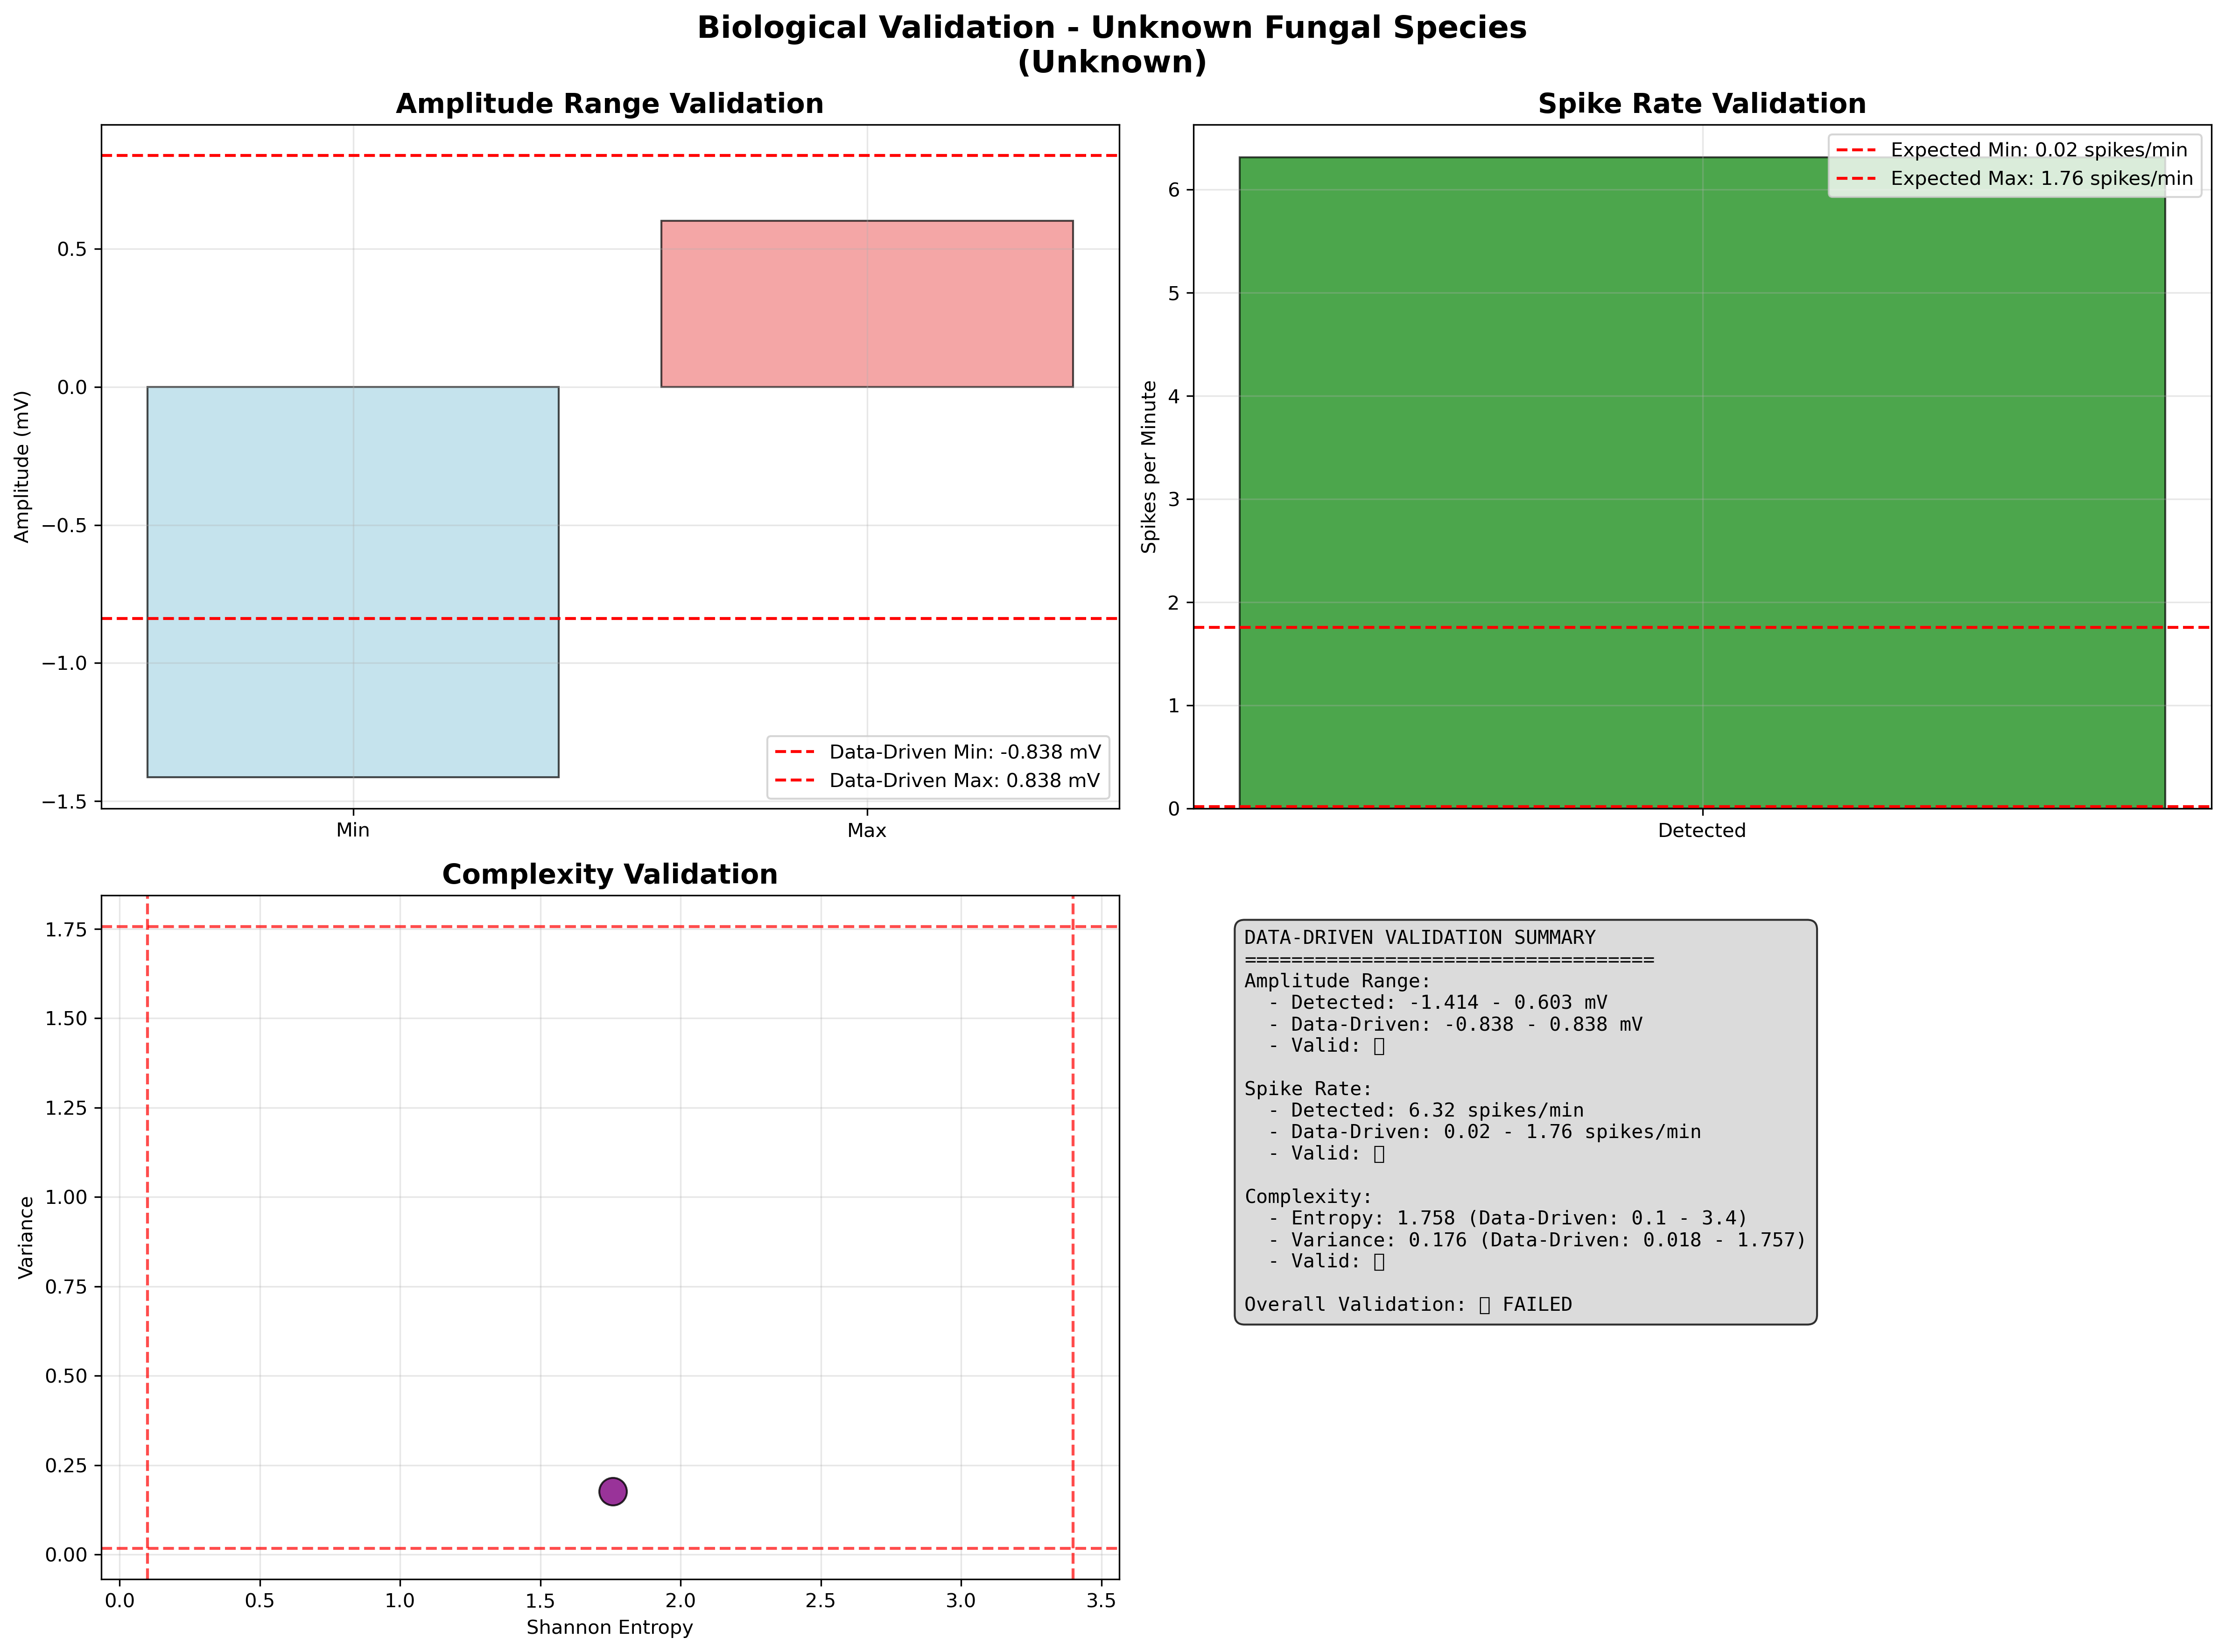 Biological Validation - Unknown Fungal Species
(Unknown)
Amplitude Range Validation
Amplitude (mV)
0.5
0.0
−0.5
−1.0
−1.5
Min
Max
Data-Driven Min: -0.838 mV
Data-Driven Max: 0.838 mV
Spike Rate Validation
Spikes per Minute
6
5
4
3
2
1
0
Detected
Expected Min: 0.02 spikes/min
Expected Max: 1.76 spikes/min
Complexity Validation
Variance
1.75
1.50
1.25
1.00
0.75
0.50
0.25
0.00
0.0
0.5
1.0
1.5
2.0
2.5
3.0
3.5
Shannon Entropy
DATA-DRIVEN VALIDATION SUMMARY
===================================
Amplitude Range:
- Detected: -1.414 - 0.603 mV
- Data-Driven: -0.838 - 0.838 mV
- Valid: 
Spike Rate:
- Detected: 6.32 spikes/min
- Data-Driven: 0.02 - 1.76 spikes/min
- Valid: 
Complexity:
- Entropy: 1.758 (Data-Driven: 0.1 - 3.4)
- Variance: 0.176 (Data-Driven: 0.018 - 1.757)
- Valid: 
Overall Validation: FAILED